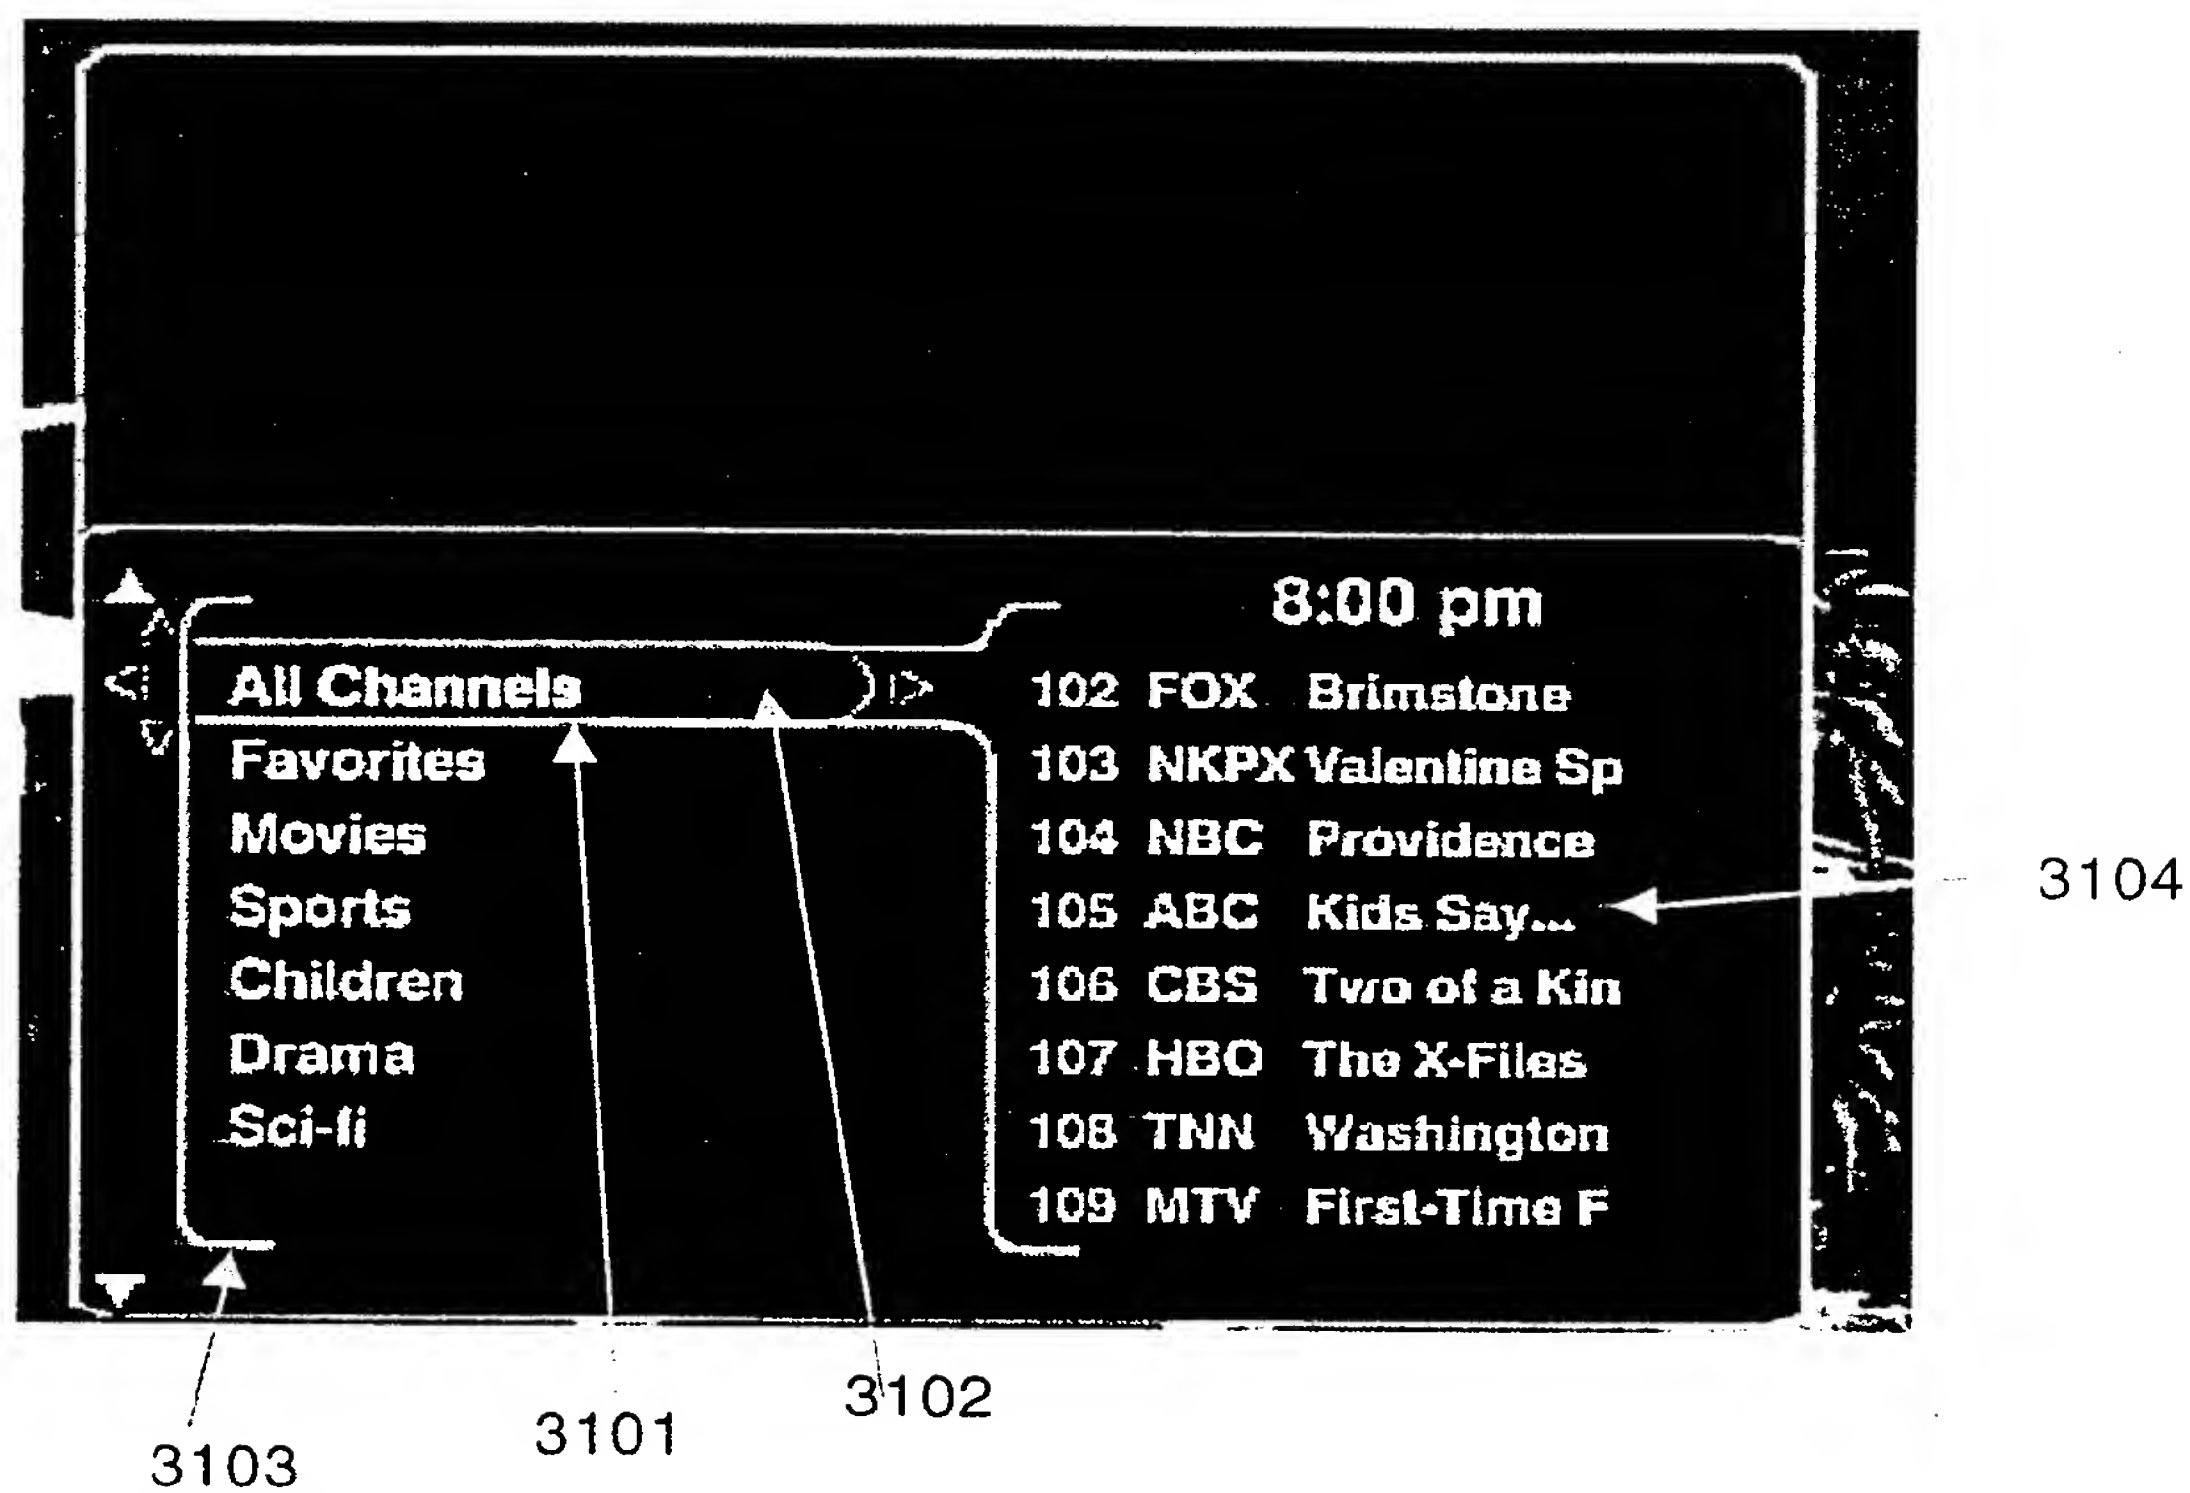 8:00 pm
All Channels
Favorites
Movies
Sports
Children
Drama
Sci-fi
102 FOX Brimstone
103 NKPX Valentine Sp
104 NBC Providence
105 ABC Kids Say...
106 CBS Two of a Kin
107 HBO The X-Files
108 TNN Washington
109 MTV First-Time F
3104
3102
3101
3103